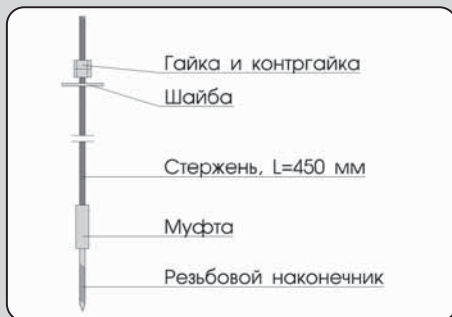 Гайка и контргайка
Шайба
Стержень, L=450 мм
Муфта
Резьбовой наконечник